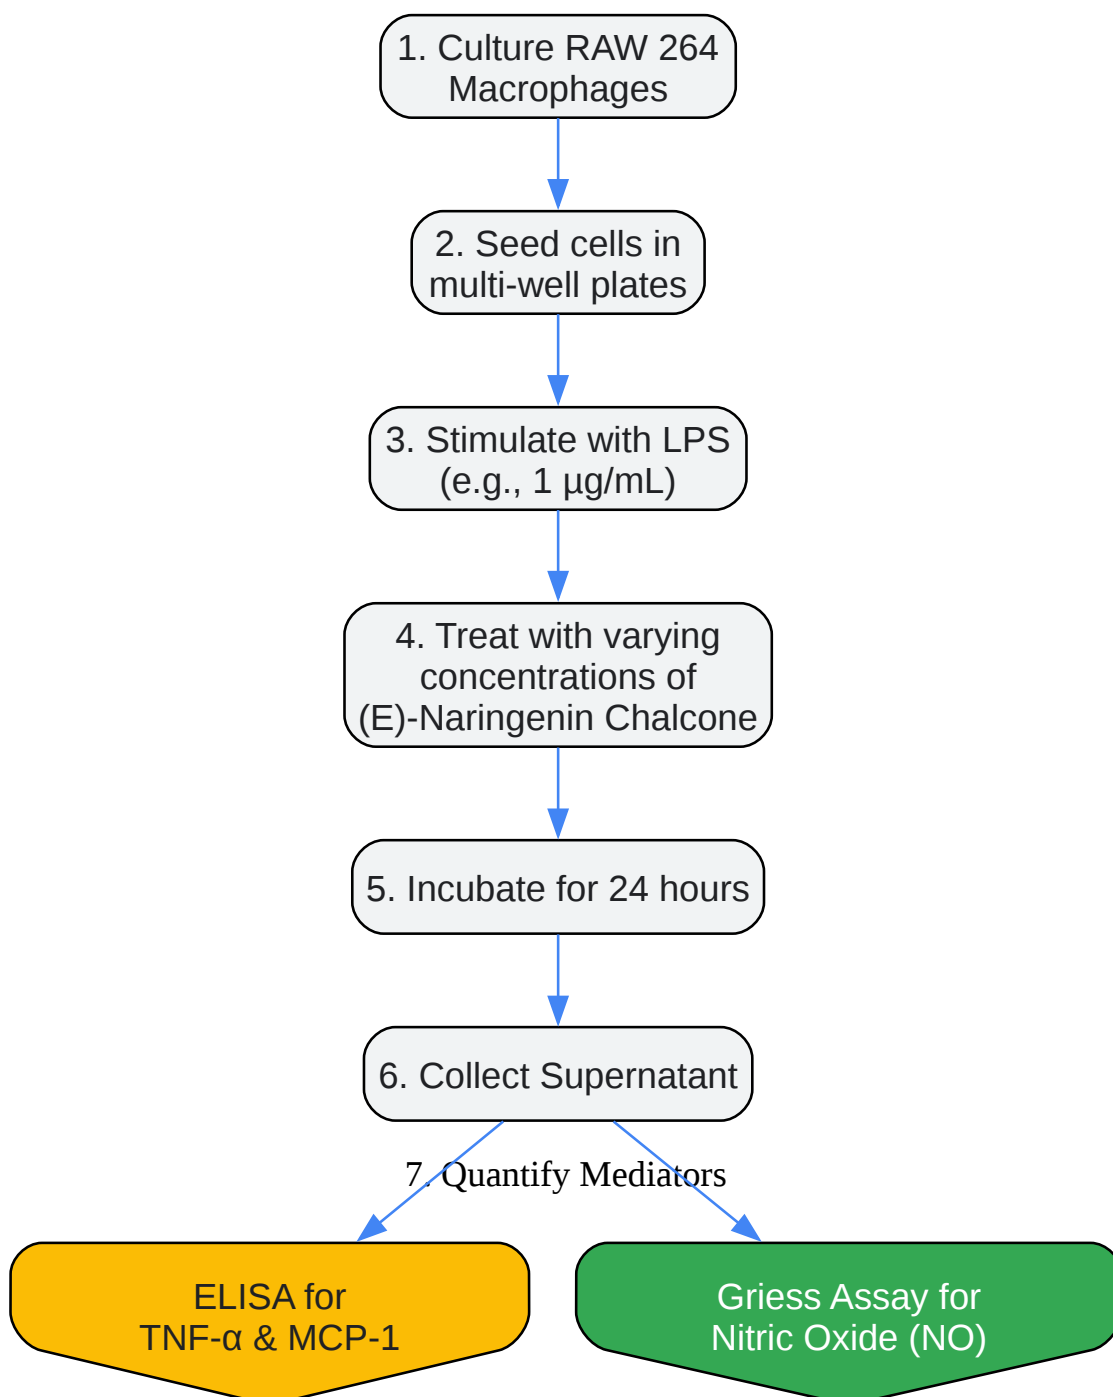 1. Culture RAW 264
Macrophages
2. Seed cells in
multi-well plates
3. Stimulate with LPS
(e.g., 1 µg/mL)
4. Treat with varying
concentrations of
(E)-Naringenin Chalcone
5. Incubate for 24 hours
6. Collect Supernatant
7. Quantify Mediators
ELISA for
TNF-α & MCP-1
Griess Assay for
Nitric Oxide (NO)